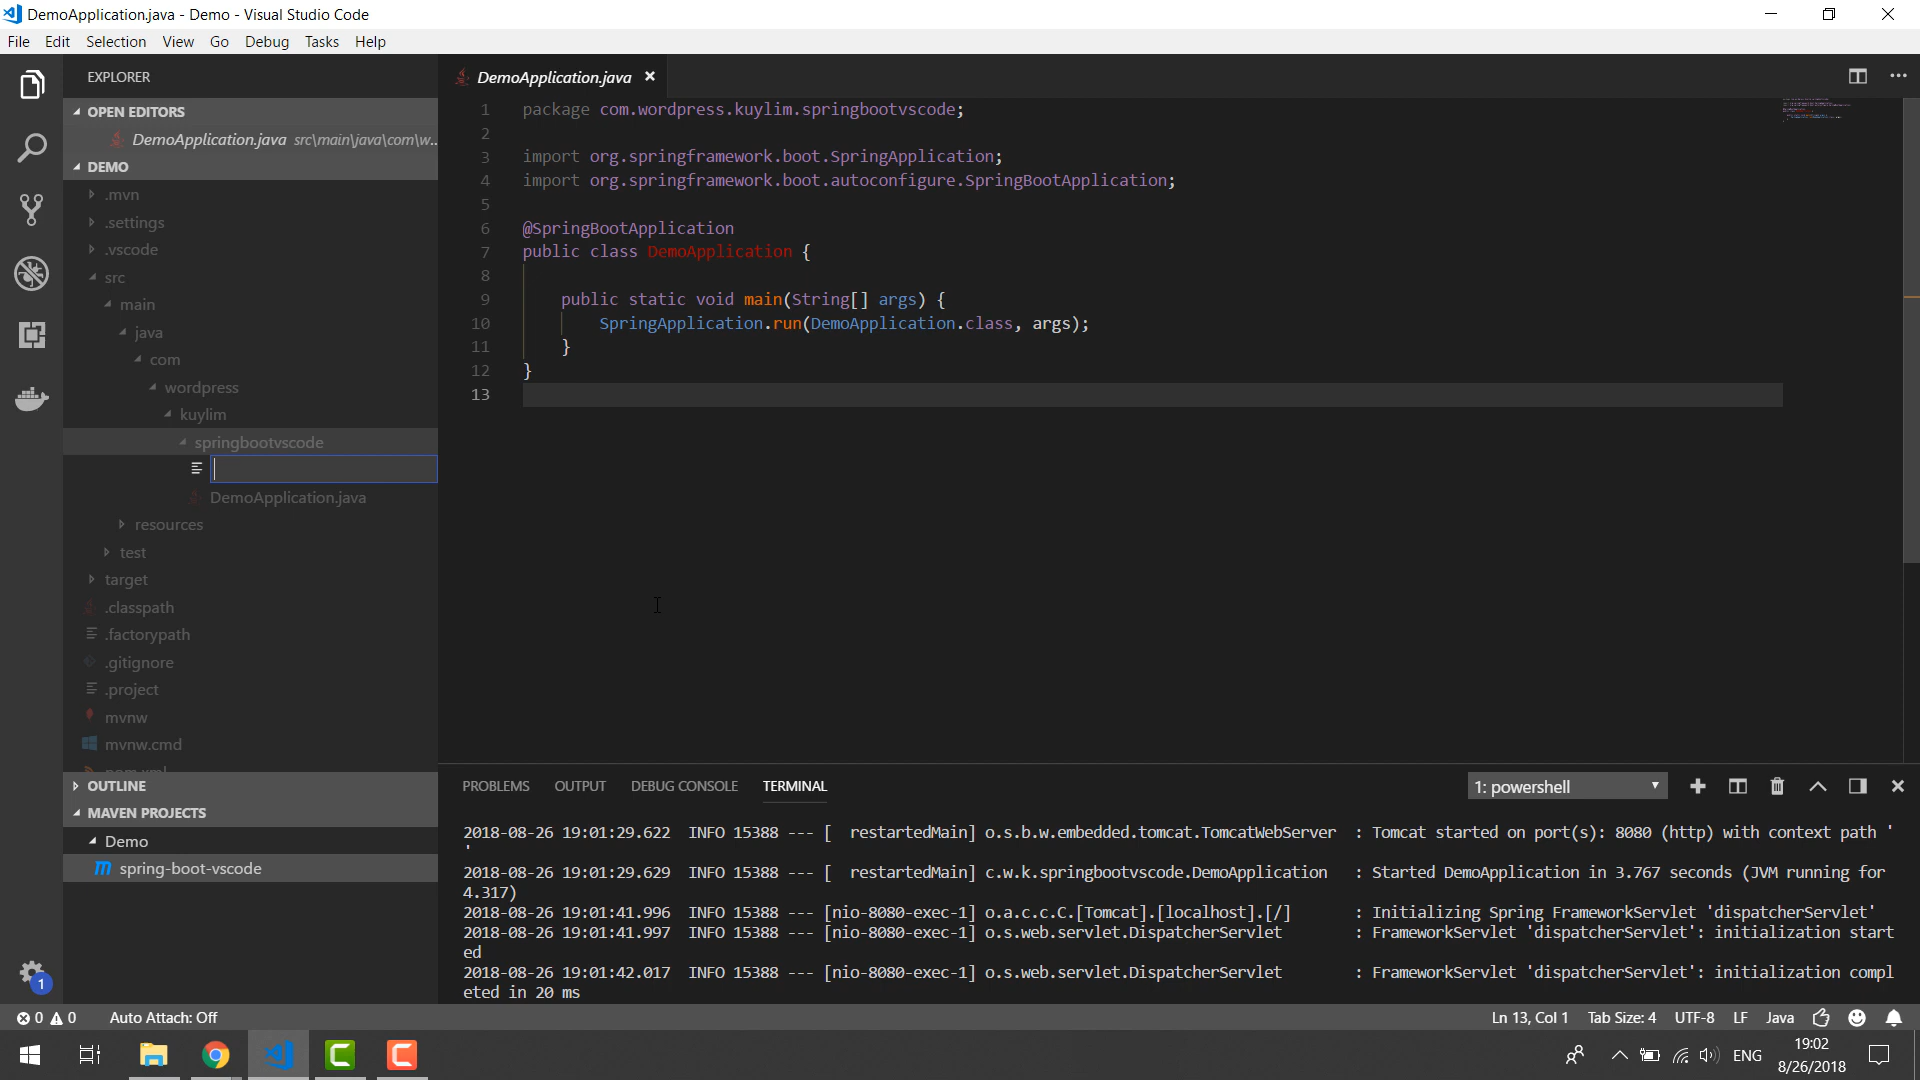 DemoApplication.java - Demo - Visual Studio Code
File Edit Selection View Go Debug Tasks Help
EXPLORER
OPEN EDITORS
DemoApplication.java src\main\java\com\w...
DEMO
.mvn
.settings
.vscode
src
main
java
com
wordpress
kuylim
springbootvscode
DemoApplication.java
resources
test
target
.classpath
.factorypath
.gitignore
.project
mvnw
mvnw.cmd
pom.xml
OUTLINE
MAVEN PROJECTS
Demo
spring-boot-vscode
1
DemoApplication.java
1 package com.wordpress.kuylim.springbootvscode;
2
3 import org.springframework.boot.SpringApplication;
4 import org.springframework.boot.autoconfigure.SpringBootApplication;
5
6 @SpringBootApplication
7 public class DemoApplication {
8
9 public static void main(String[] args) {
10 SpringApplication.run(DemoApplication.class, args);
11 }
12 }
13
PROBLEMS OUTPUT DEBUG CONSOLE TERMINAL 1: powershell
2018-08-26 19:01:29.622 INFO 15388 --- [ restartedMain] o.s.b.w.embedded.tomcat.TomcatWebServer : Tomcat started on port(s): 8080 (http) with context path '
'
2018-08-26 19:01:29.629 INFO 15388 --- [ restartedMain] c.w.k.springbootvscode.DemoApplication : Started DemoApplication in 3.767 seconds (JVM running for
4.317)
2018-08-26 19:01:41.996 INFO 15388 --- [nio-8080-exec-1] o.a.c.c.C.[Tomcat].[localhost].[/] : Initializing Spring FrameworkServlet 'dispatcherServlet'
2018-08-26 19:01:41.997 INFO 15388 --- [nio-8080-exec-1] o.s.web.servlet.DispatcherServlet : FrameworkServlet 'dispatcherServlet': initialization start
ed
2018-08-26 19:01:42.017 INFO 15388 --- [nio-8080-exec-1] o.s.web.servlet.DispatcherServlet : FrameworkServlet 'dispatcherServlet': initialization compl
eted in 20 ms
0 0 Auto Attach: Off Ln 13, Col 1 Tab Size: 4 UTF-8 LF Java
ENG
19:02
8/26/2018